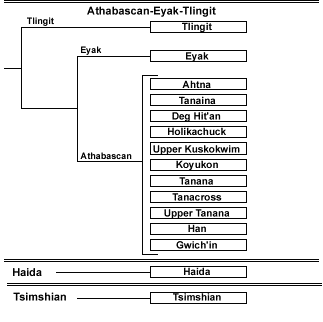 Athabascan-Eyak-Tlingit
Tlingit
Tlingit
Eyak
Eyak
Ahtna
Tanaina
Deg Hit'an
Holikachuck
Upper Kuskokwim
Athabascan
Koyukon
Tanana
Tanacross
Upper Tanana
Han
Gwich'in
Haida Haida
Tsimshian Tsimshian